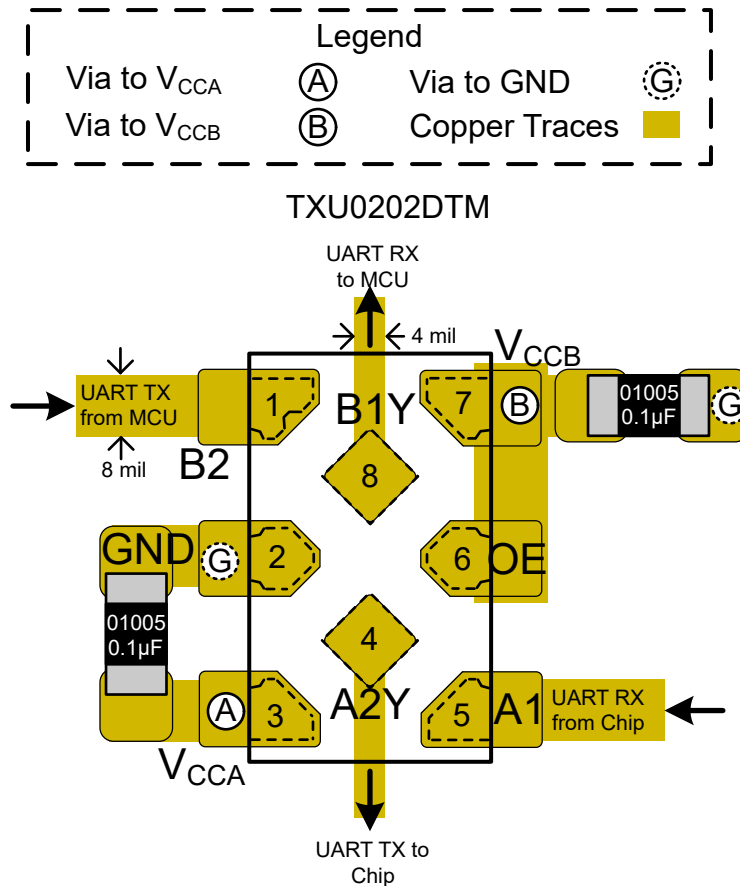 Legend
Via to VCCA A Via to GND G
Via to VCCB B Copper Traces
TXU0202DTM
UART RX
to MCU
4 mil
VCCB
UART TX
from MCU
1
B1Y
7
B
01005
0.1µF
G
8 mil
B2
8
GND
G
2
6
OE
01005
0.1µF
4
A
3
A2Y
5
A1
UART RX
from Chip
VCCA
UART TX to
Chip